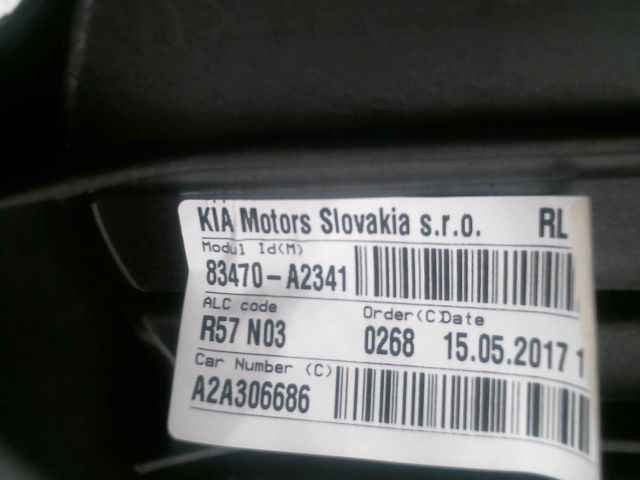 KIA Motors Slovakia s.r.o. RL
Modul Id(M)
83470-A2341
ALC code Order(C)Date
R57 N03 0268 15.05.2017 1
Car Number (C)
A2A306686